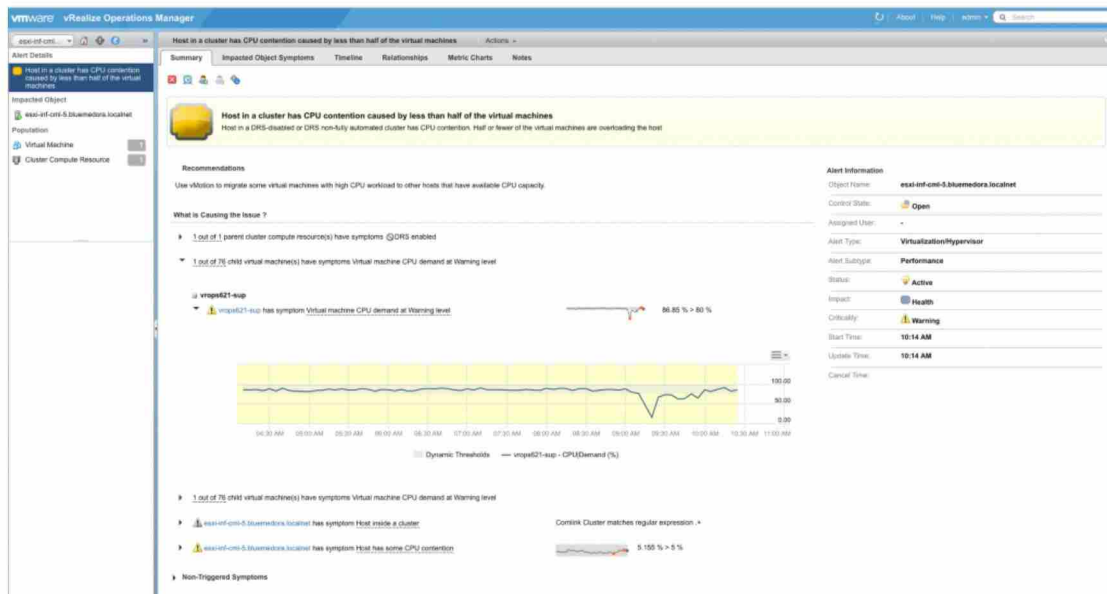 vmware vRealize Operations Manager
About Help admin Search
esxi-inf-cml...
Host in a cluster has CPU contention caused by less than half of the virtual machines Actions
Alert Details
Host in a cluster has CPU contention
caused by less than half of the virtual
machines
Impacted Object
esxi-inf-cml-5.bluemedora.localnet
Population
Virtual Machine 1
Cluster Compute Resource 1
Summary Impacted Object Symptoms Timeline Relationships Metric Charts Notes
Host in a cluster has CPU contention caused by less than half of the virtual machines
Host in a DRS-disabled or DRS non-fully automated cluster has CPU contention. Half or fewer of the virtual machines are overloading the host
Recommendations
Use vMotion to migrate some virtual machines with high CPU workload to other hosts that have available CPU capacity.
What is Causing the Issue ?
1 out of 1 parent cluster compute resource(s) have symptoms DRS enabled
1 out of 76 child virtual machine(s) have symptoms Virtual machine CPU demand at Warning level
vrops621-sup
vrops621-sup has symptom Virtual machine CPU demand at Warning level 86.85 % > 80 %
100.00
50.00
0.00
04:30 AM 05:00 AM 05:30 AM 06:00 AM 06:30 AM 07:00 AM 07:30 AM 08:00 AM 08:30 AM 09:00 AM 09:30 AM 10:00 AM 10:30 AM 11:00 AM
Dynamic Thresholds vrops621-sup - CPU|Demand (%)
1 out of 76 child virtual machine(s) have symptoms Virtual machine CPU demand at Warning level
esxi-inf-cml-5.bluemedora.localnet has symptom Host inside a cluster Comlink Cluster matches regular expression .+
esxi-inf-cml-5.bluemedora.localnet has symptom Host has some CPU contention 5.155 % > 5 %
Non-Triggered Symptoms
Alert Information
Object Name: esxi-inf-cml-5.bluemedora.localnet
Control State: Open
Assigned User: -
Alert Type: Virtualization/Hypervisor
Alert Subtype: Performance
Status: Active
Impact: Health
Criticality: Warning
Start Time: 10:14 AM
Update Time: 10:14 AM
Cancel Time: